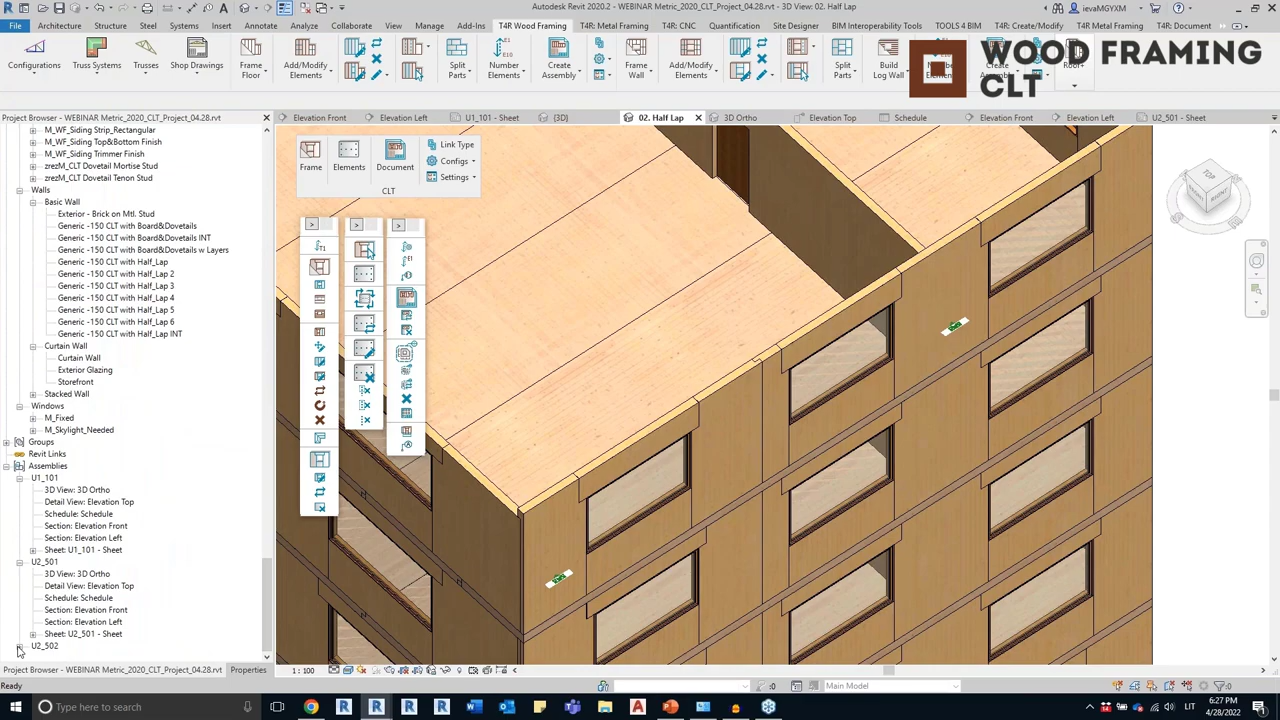 Autodesk Revit 2020.2 - WEBINAR Metric_2020_CLT_Project_04.28.rvt - 3D View: 02. Half Lap
ievaMGYXM
File Architecture Structure Steel Systems Insert Annotate Analyze Collaborate View Manage Add-Ins T4R Wood Framing T4R: Metal Framing T4R: CNC Quantification Site Designer BIM Interoperability Tools TOOLS 4 BIM T4R: Create/Modify T4R Metal Framing T4R: Document
Configurations Truss Systems Trusses Shop Drawings Frame Floor Add/Modify Elements Split Parts Number Elements Create Assembly Frame Wall Add/Modify Elements Split Parts Build Log Wall
Roof+
WOOD FRAMING
CLT
Project Browser - WEBINAR Metric_2020_CLT_Project_04.28.rvt
Elevation Front Elevation Left U1_101 - Sheet {3D} 02. Half Lap 3D Ortho Elevation Top Schedule Elevation Front Elevation Left U2_501 - Sheet
M_WF_Siding Strip_Rectangular
M_WF_Siding Top&Bottom Finish
M_WF_Siding Trimmer Finish
zrezM_CLT Dovetail Mortise Stud
zrezM_CLT Dovetail Tenon Stud
Walls
Basic Wall
Exterior - Brick on Mtl. Stud
Generic -150 CLT with Board&Dovetails
Generic -150 CLT with Board&Dovetails INT
Generic -150 CLT with Board&Dovetails w Layers
Generic -150 CLT with Half_Lap
Generic -150 CLT with Half_Lap 2
Generic -150 CLT with Half_Lap 3
Generic -150 CLT with Half_Lap 4
Generic -150 CLT with Half_Lap 5
Generic -150 CLT with Half_Lap 6
Generic -150 CLT with Half_Lap INT
Curtain Wall
Curtain Wall
Exterior Glazing
Storefront
Stacked Wall
Windows
M_Fixed
M_Skylight_Needed
Groups
Revit Links
Assemblies
U1_101
3D View: 3D Ortho
Detail View: Elevation Top
Schedule: Schedule
Section: Elevation Front
Section: Elevation Left
Sheet: U1_101 - Sheet
U2_501
3D View: 3D Ortho
Detail View: Elevation Top
Schedule: Schedule
Section: Elevation Front
Section: Elevation Left
Sheet: U2_501 - Sheet
U2_502
Frame Elements Document
Link Type
Configs
Settings
CLT
TOP
FRONT
RIGHT
Project Browser - WEBINAR Metric_2020_CLT_Project_04.28.rvt Properties
1 : 100
Ready
:0
Main Model
:0
Type here to search
LIT
6:27 PM
4/28/2022